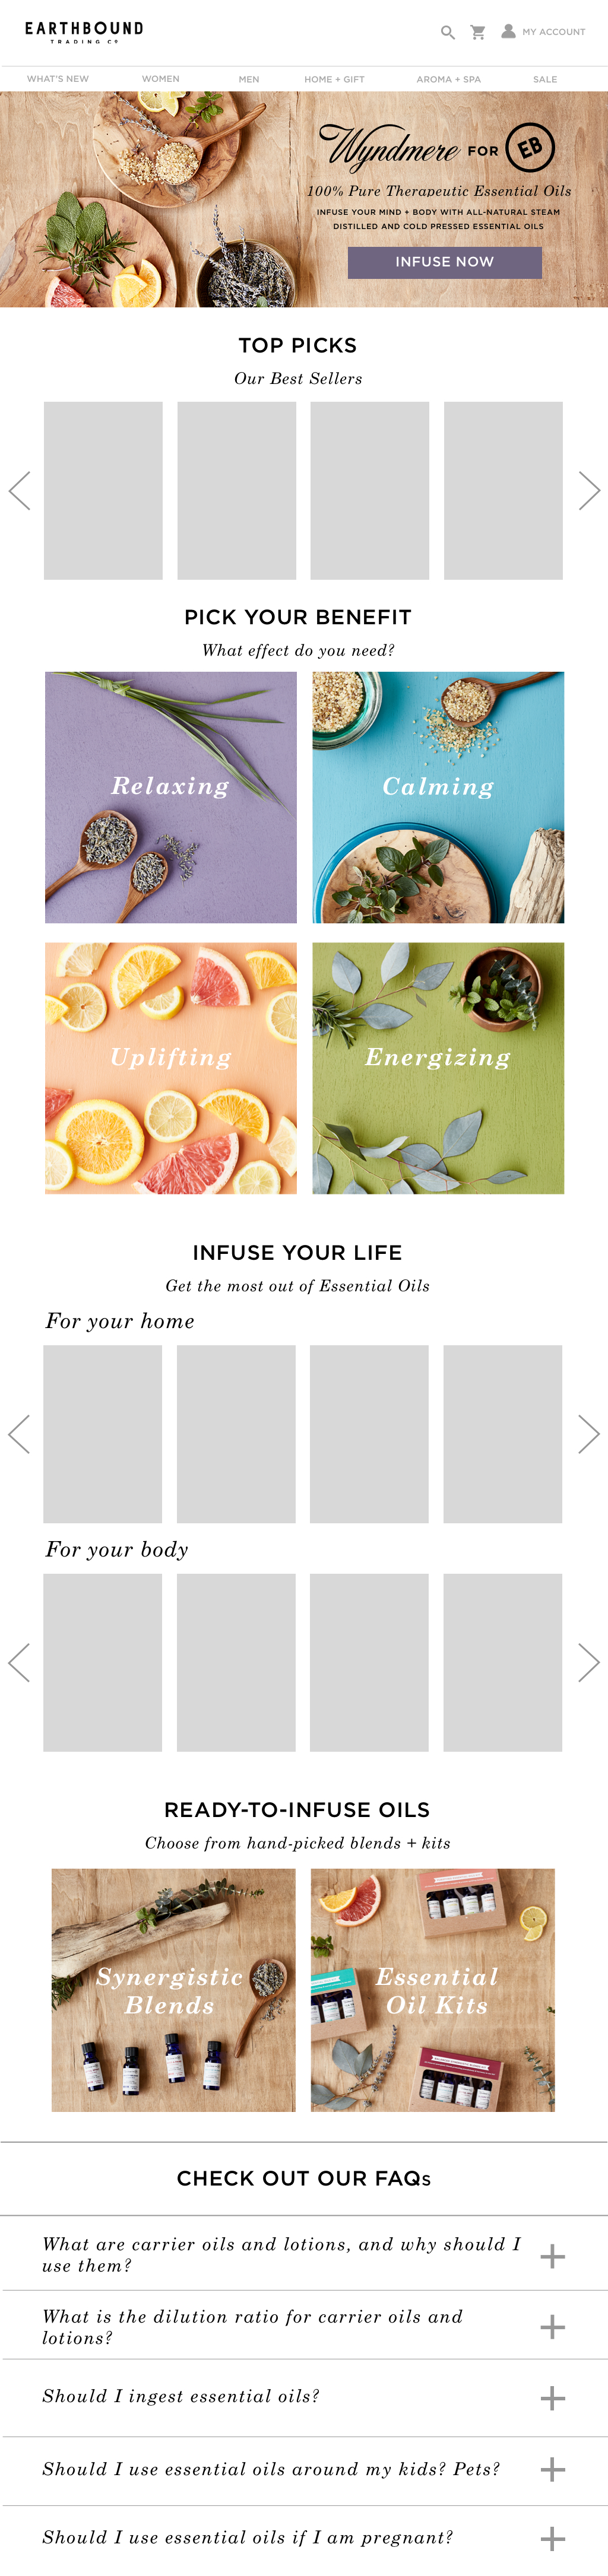 EARTHBOUND
TRADING CO
MY ACCOUNT
WHAT'S NEW
WOMEN
MEN
HOME + GIFT
AROMA + SPA
SALE
Wyndmere FOR EB
100% Pure Therapeutic Essential Oils
INFUSE YOUR MIND + BODY WITH ALL-NATURAL STEAM
DISTILLED AND COLD PRESSED ESSENTIAL OILS
INFUSE NOW
TOP PICKS
Our Best Sellers
PICK YOUR BENEFIT
What effect do you need?
Relaxing
Calming
Uplifting
Energizing
INFUSE YOUR LIFE
Get the most out of Essential Oils
For your home
For your body
READY-TO-INFUSE OILS
Choose from hand-picked blends + kits
Synergistic
Blends
Essential
Oil Kits
CHECK OUT OUR FAQs
What are carrier oils and lotions, and why should I
use them?
What is the dilution ratio for carrier oils and
lotions?
Should I ingest essential oils?
Should I use essential oils around my kids? Pets?
Should I use essential oils if I am pregnant?